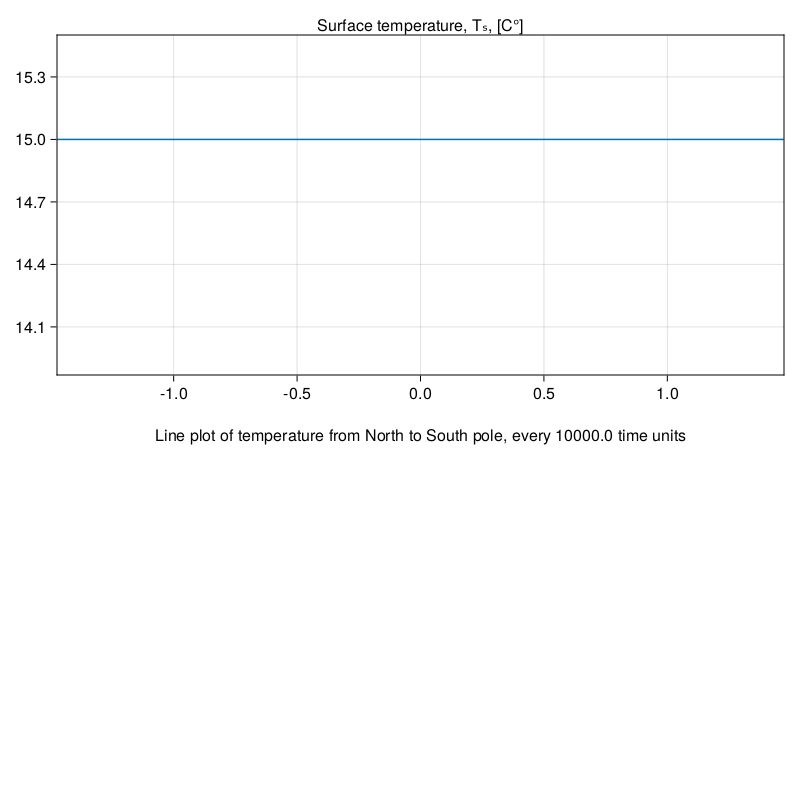 Surface temperature, Tₛ, [C°]
15.3
15.0
14.7
14.4
14.1
-1.0 -0.5 0.0 0.5 1.0
Line plot of temperature from North to South pole, every 10000.0 time units